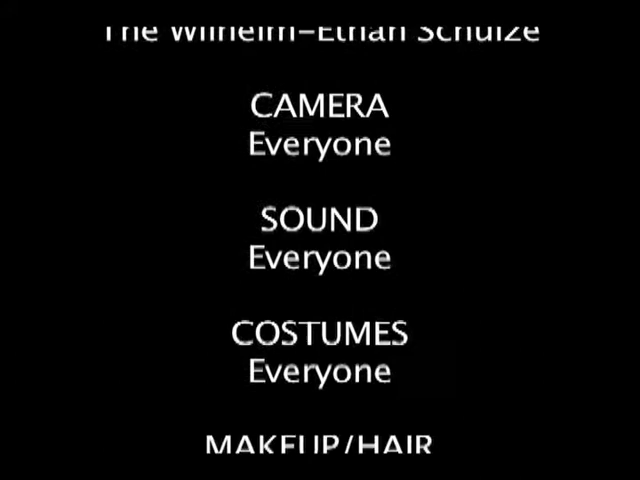 The Wilhelm-Ethan Schulze
CAMERA
Everyone
SOUND
Everyone
COSTUMES
Everyone
MAKEUP/HAIR